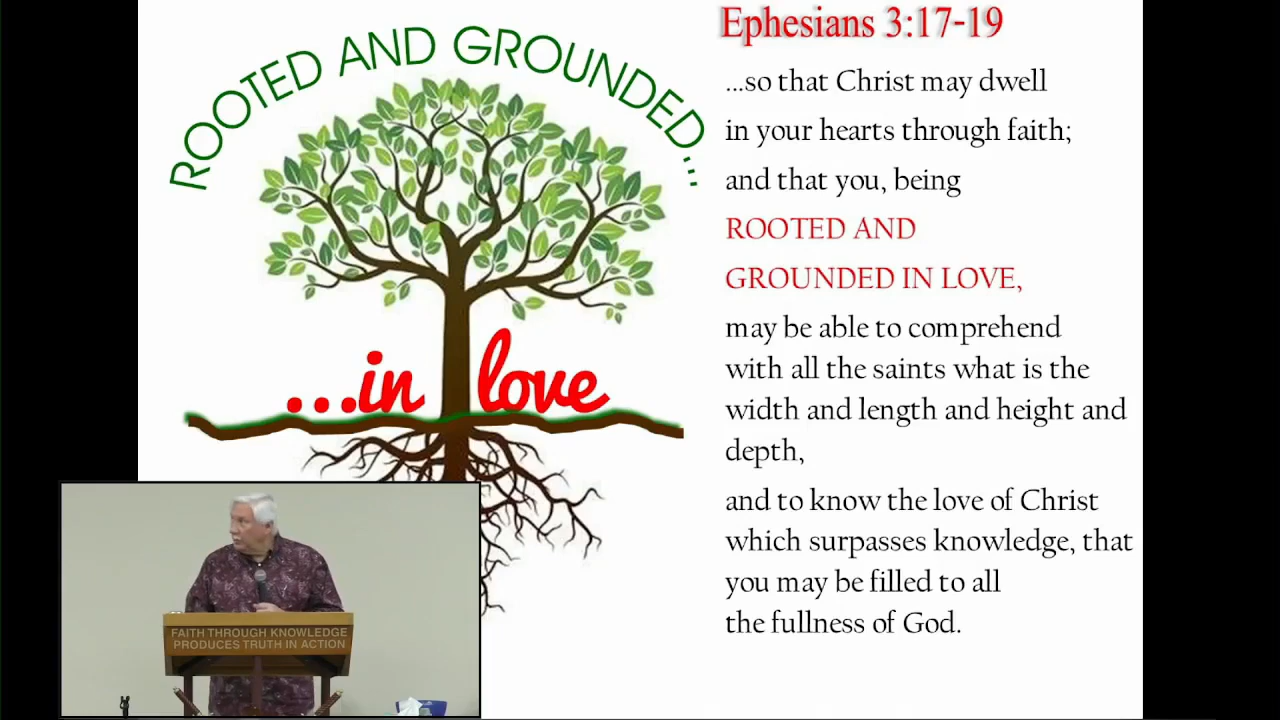 ROOTED AND GROUNDED...
...in love
Ephesians 3:17-19
...so that Christ may dwell
in your hearts through faith;
and that you, being
ROOTED AND
GROUNDED IN LOVE,
may be able to comprehend
with all the saints what is the
width and length and height and
depth,
and to know the love of Christ
which surpasses knowledge, that
you may be filled to all
the fullness of God.
FAITH THROUGH KNOWLEDGE
PRODUCES TRUTH IN ACTION